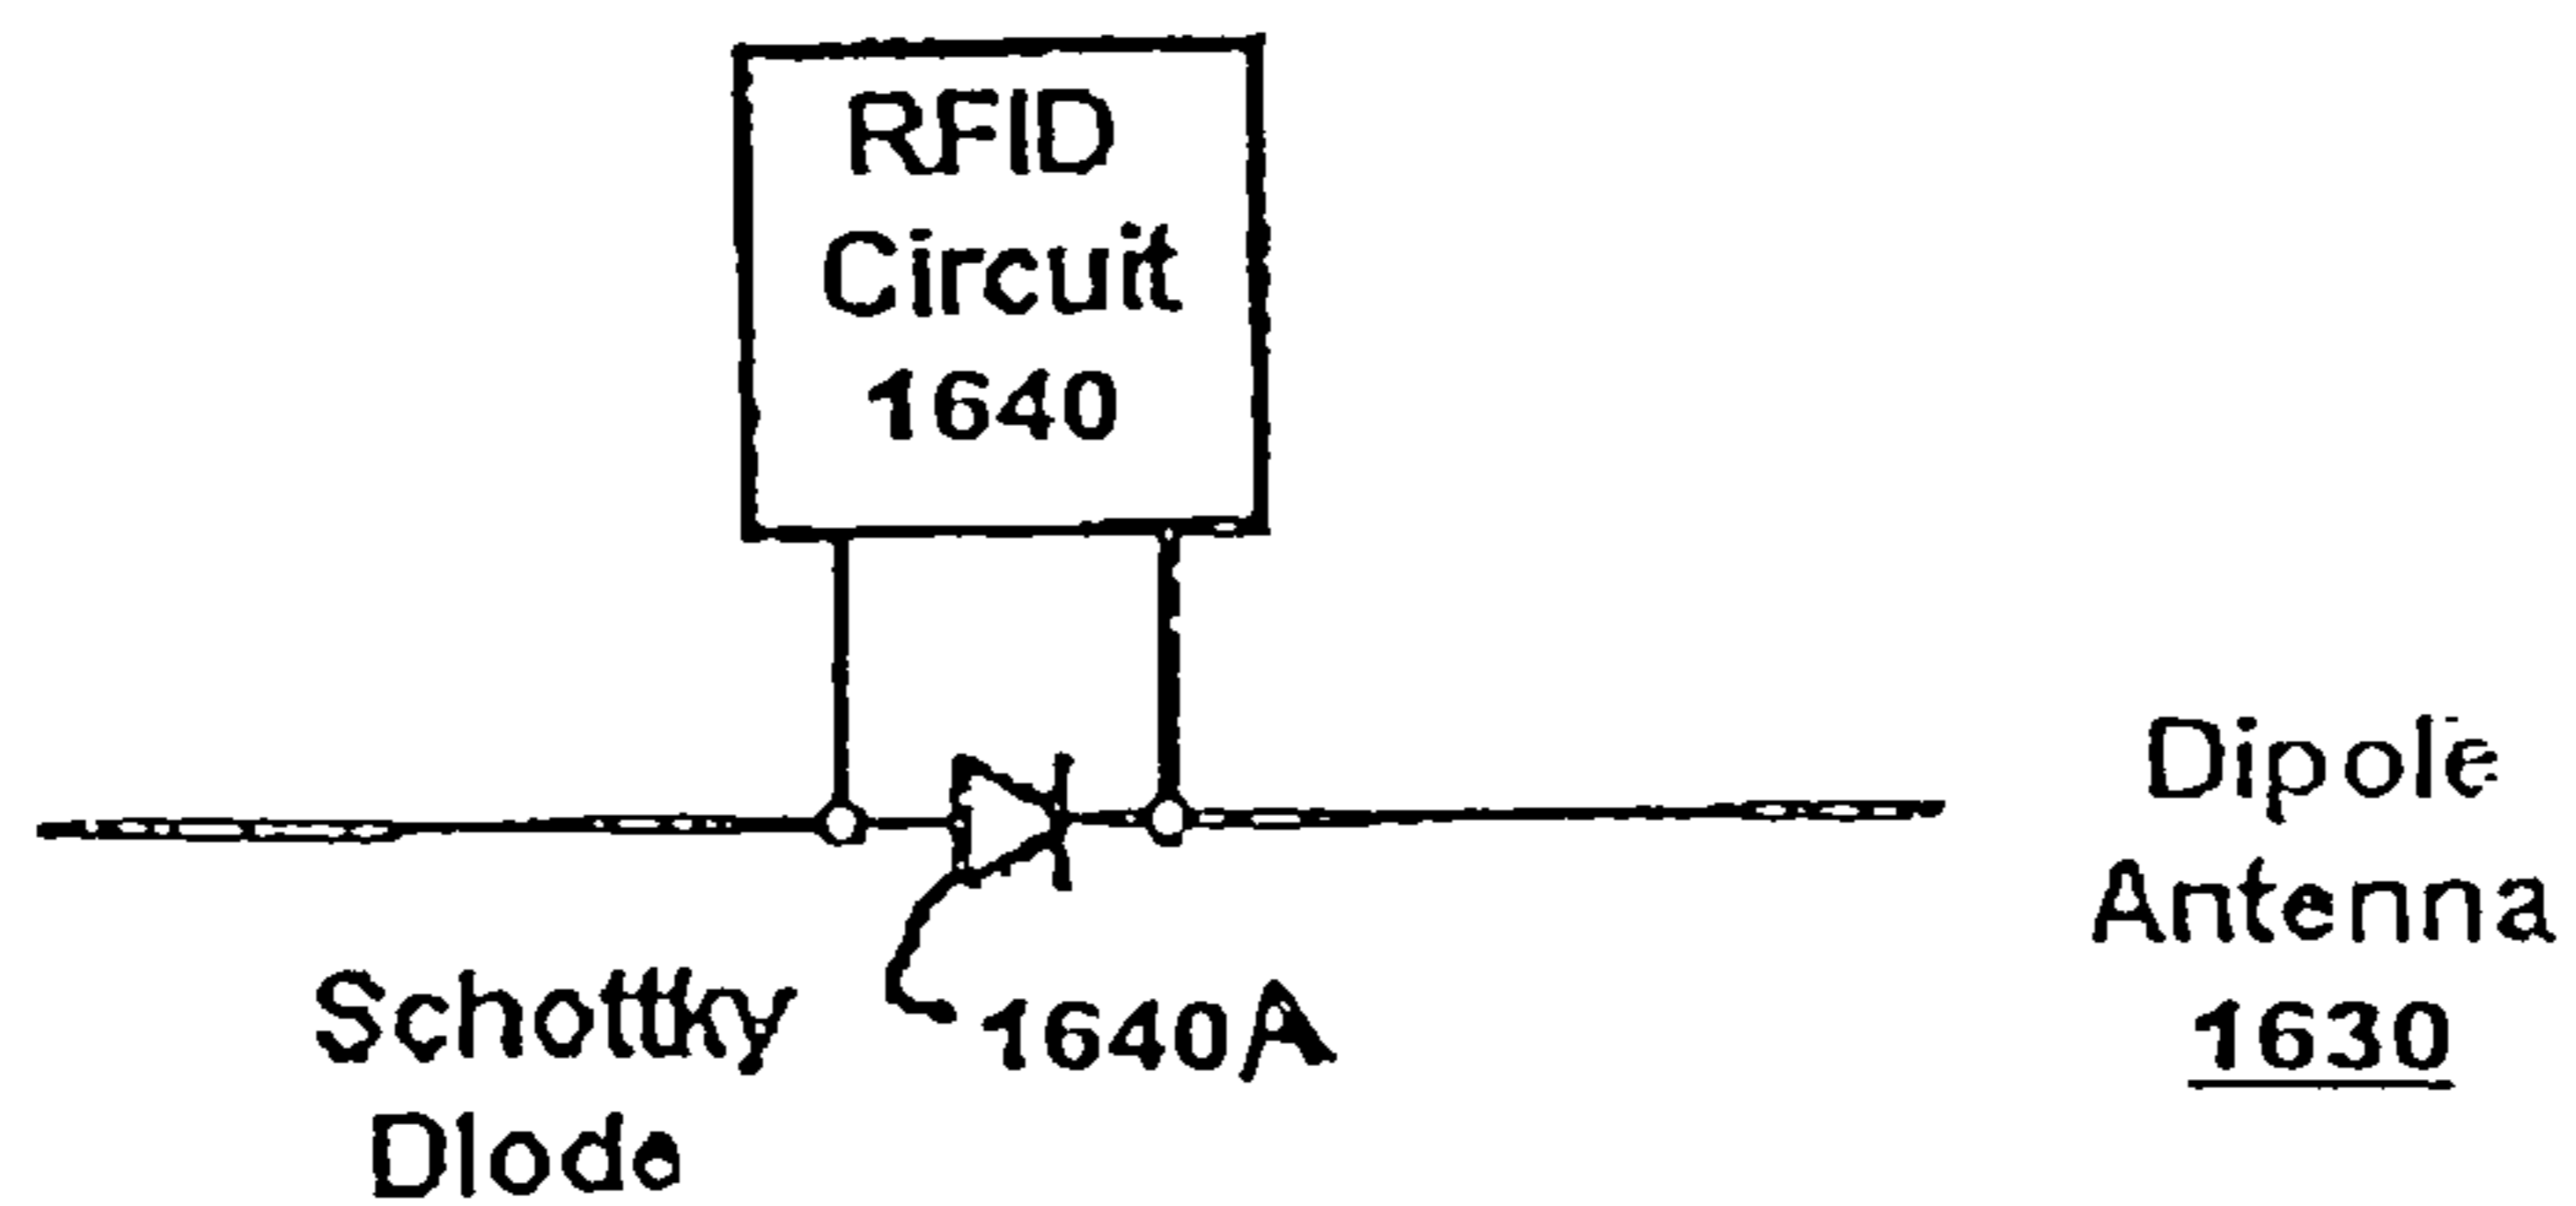 RFID
Circuit
1640
Dipole
Antenna
1630
Schottky
Diode
1640A